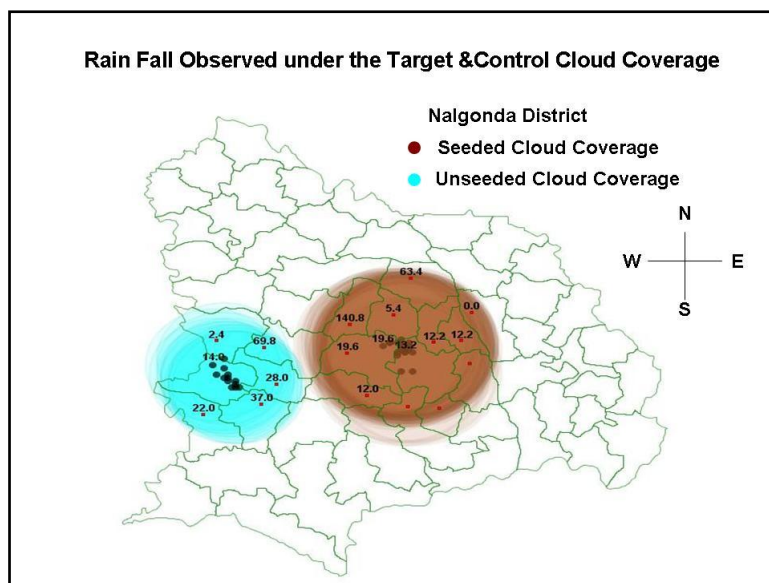 Rain Fall Observed under the Target &Control Cloud Coverage
Nalgonda District
Seeded Cloud Coverage
Unseeded Cloud Coverage
N
W E
S
63.4
5.4
0.0
140.8
19.6
13.2
12.2
12.2
19.6
12.0
2.4
69.8
14.0
28.0
37.0
22.0